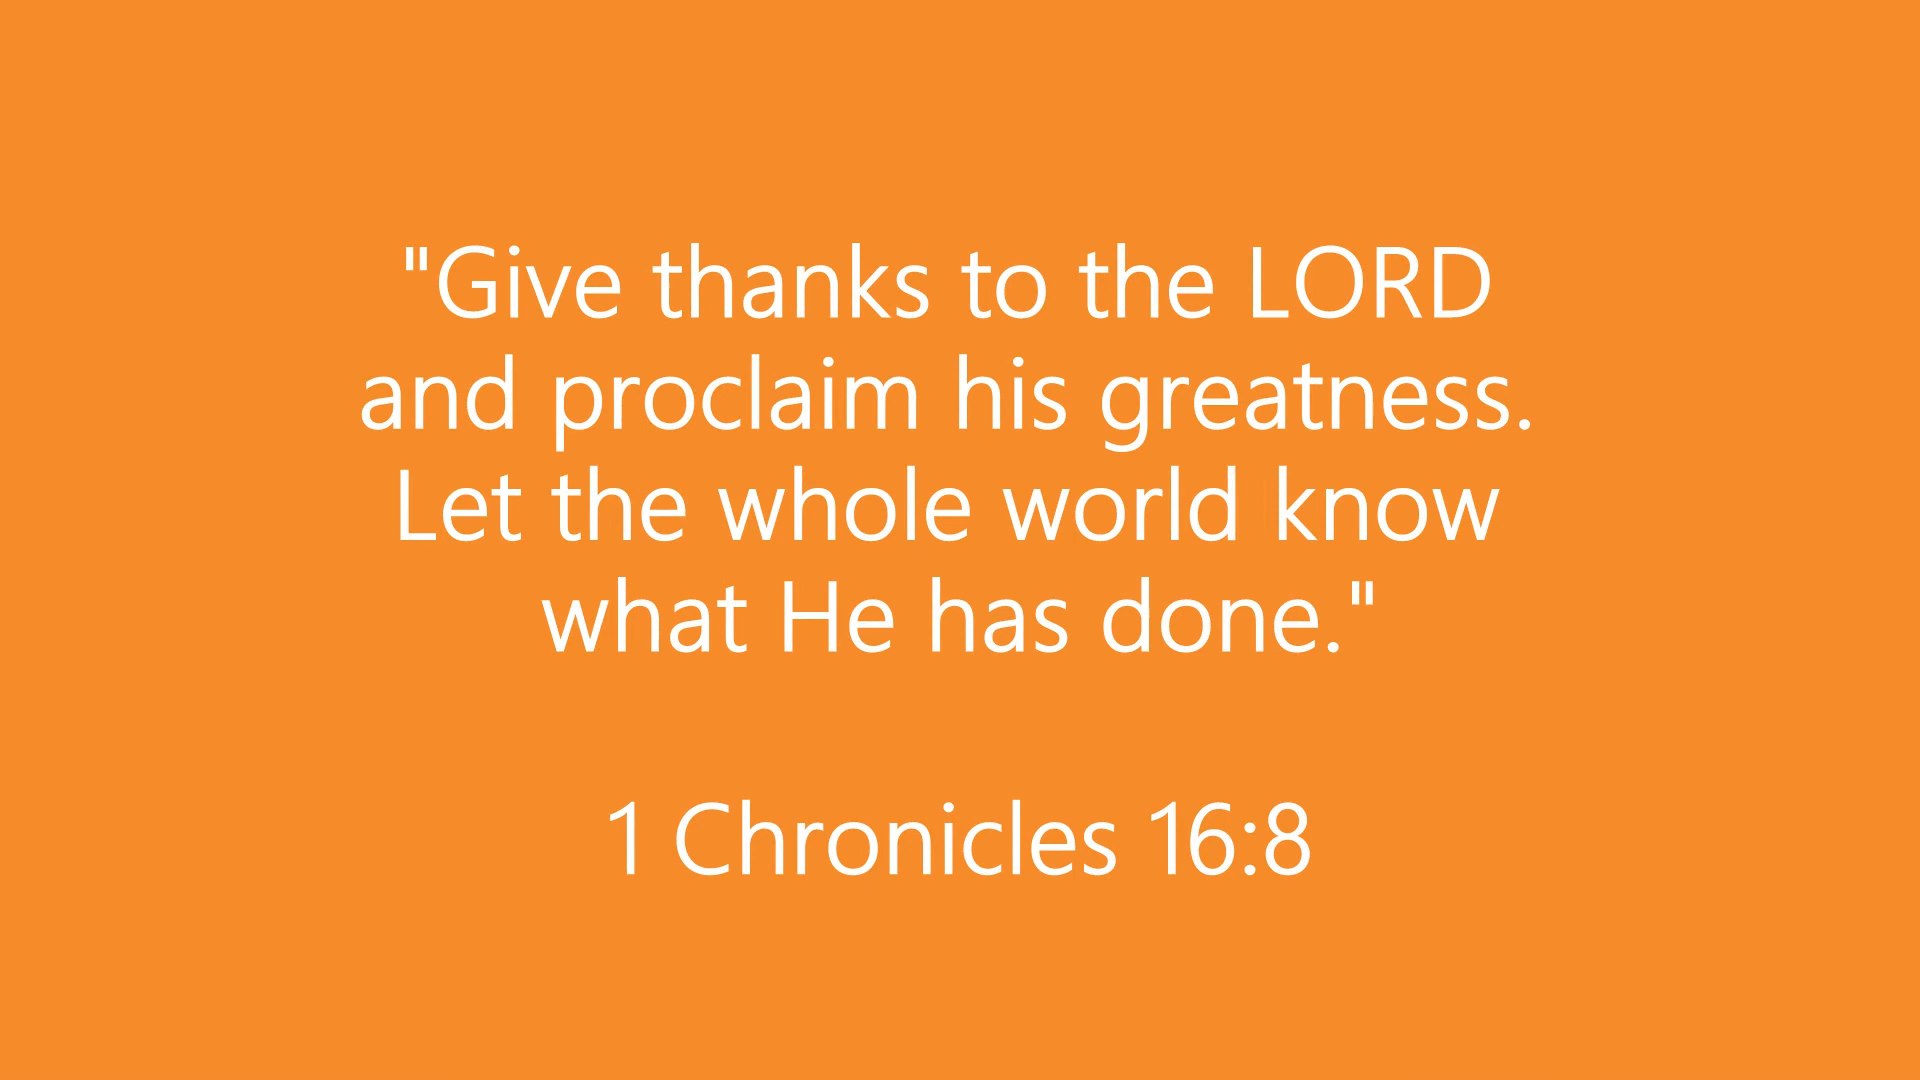 "Give thanks to the LORD
and proclaim his greatness.
Let the whole world know
what He has done."
1 Chronicles 16:8